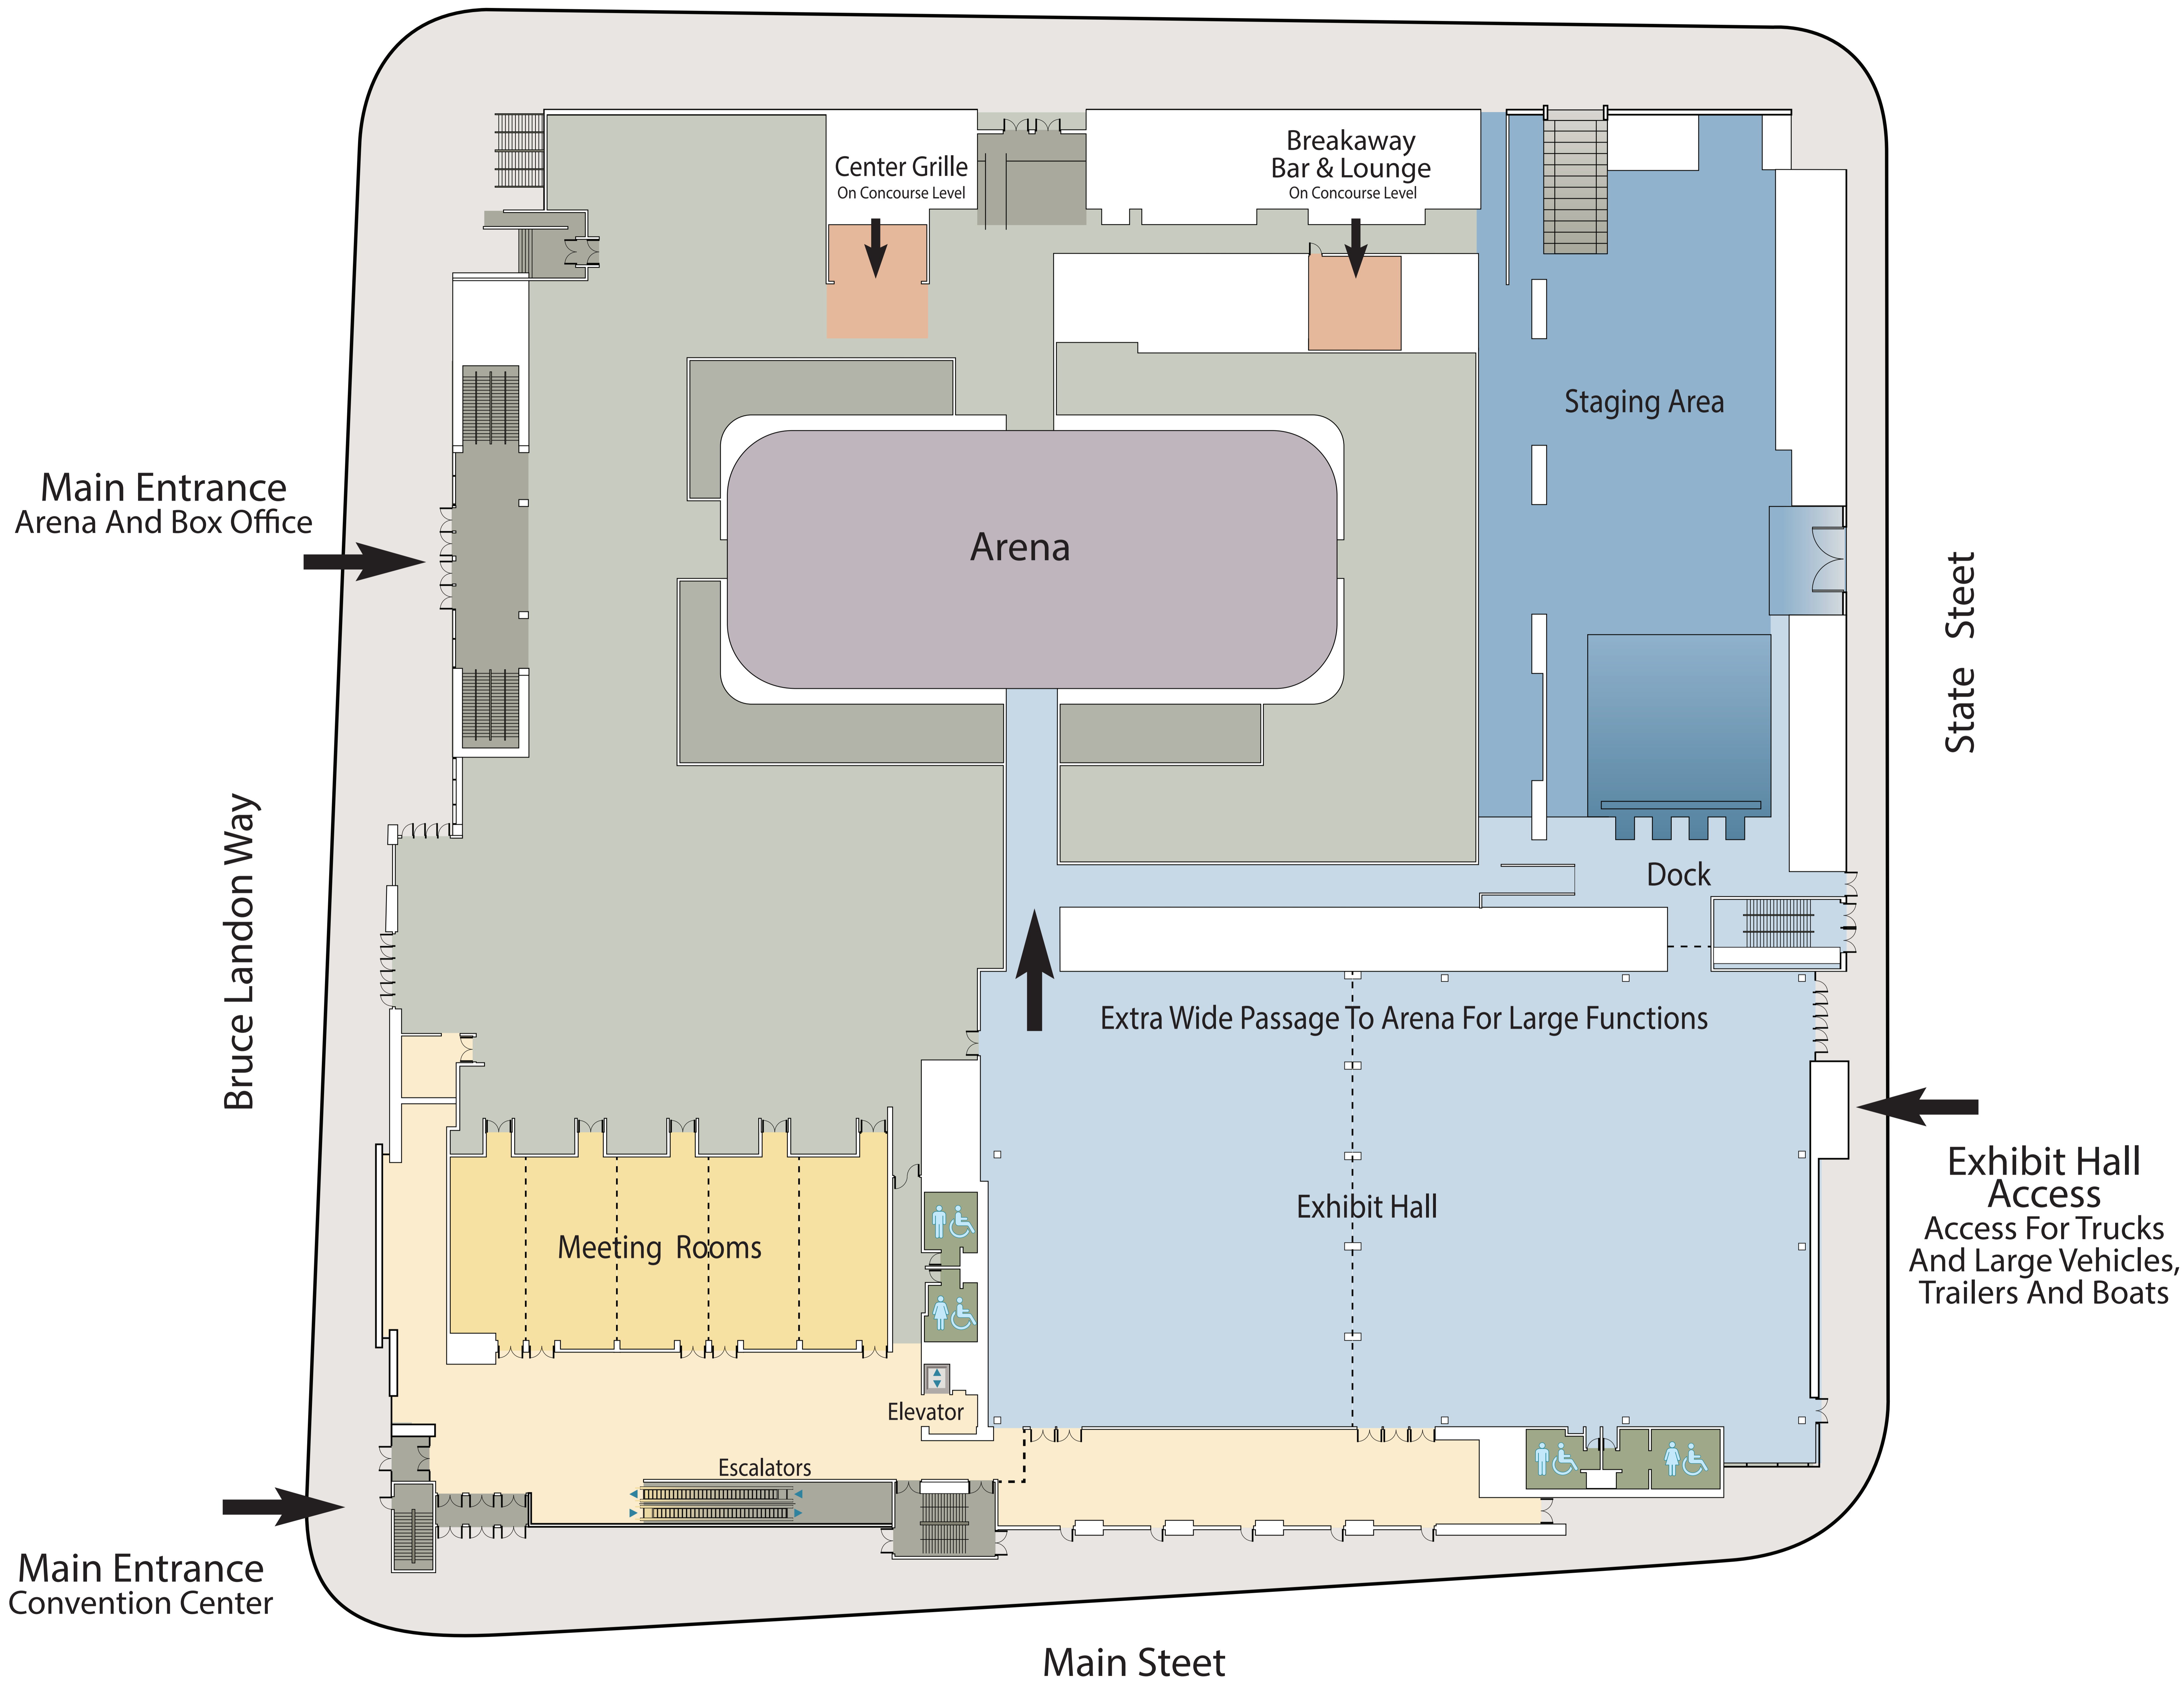 Center Grille
On Concourse Level
Breakaway
Bar & Lounge
On Concourse Level
Staging Area
Main Entrance
Arena And Box Office
Arena
State Steet
Bruce Landon Way
Dock
Extra Wide Passage To Arena For Large Functions
Exhibit Hall
Access
Access For Trucks
And Large Vehicles,
Trailers And Boats
Exhibit Hall
Meeting Rooms
Elevator
Escalators
Main Entrance
Convention Center
Main Steet